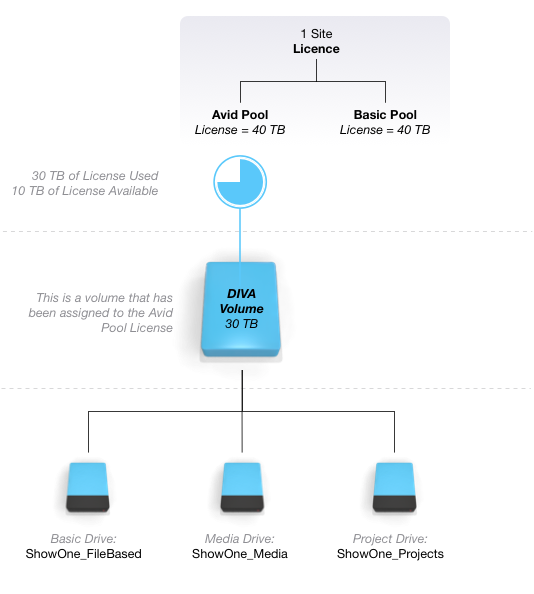 1 Site
Licence
Avid Pool
License = 40 TB
Basic Pool
License = 40 TB
30 TB of License Used
10 TB of License Available
This is a volume that has
been assigned to the Avid
Pool License
DIVA
Volume
30 TB
Basic Drive:
ShowOne_FileBased
Media Drive:
ShowOne_Media
Project Drive:
ShowOne_Projects